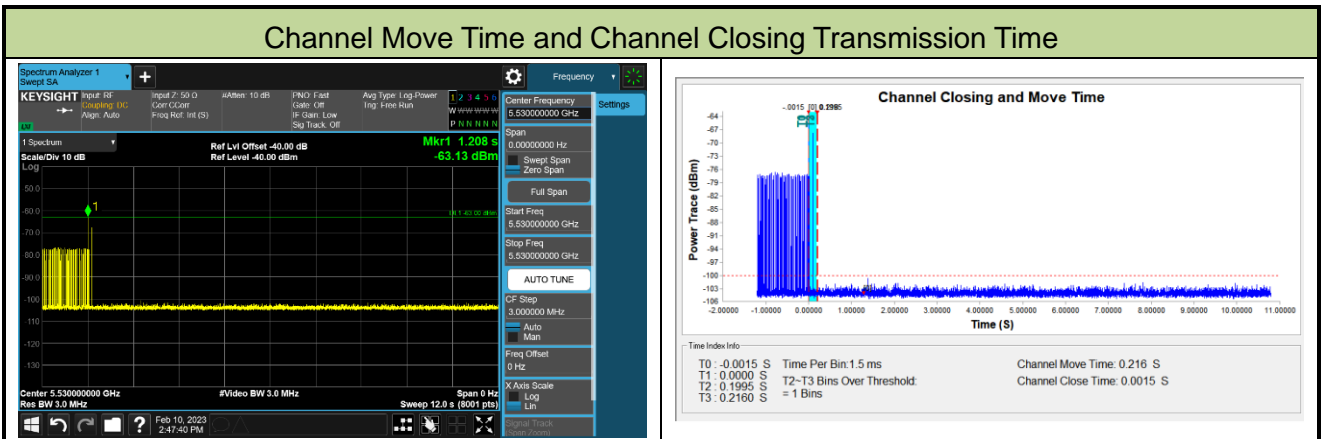 Channel Move Time and Channel Closing Transmission Time
Spectrum Analyzer 1
Swept SA
Frequency
KEYSIGHT
Input: RF
Coupling: DC
Align: Auto
Input Z: 50 Ω
Corr CCorr
Freq Ref: Int (S)
#Atten: 10 dB
PNO: Fast
Gate: Off
IF Gain: Low
Sig Track: Off
Avg Type: Log-Power
Trig: Free Run
1 2 3 4 5 6
W W W W W W
P N N N N N
1 Spectrum
Scale/Div 10 dB
Log
Ref Lvl Offset -40.00 dB
Ref Level -40.00 dBm
Mkr1 1.208 s
-63.13 dBm
-50.0
-60.0
-70.0
-80.0
-90.0
-100
-110
-120
-130
1
DL1 -63.00 dBm
Center 5.530000000 GHz
Res BW 3.0 MHz
#Video BW 3.0 MHz
Span 0 Hz
Sweep 12.0 s (8001 pts)
Feb 10, 2023
2:47:40 PM
Center Frequency
5.530000000 GHz
Settings
Span
0.00000000 Hz
Swept Span
Zero Span
Full Span
Start Freq
5.530000000 GHz
Stop Freq
5.530000000 GHz
AUTO TUNE
CF Step
3.000000 MHz
Auto
Man
Freq Offset
0 Hz
X Axis Scale
Log
Lin
Signal Track
(Span Zoom)
Channel Closing and Move Time
Power Trace (dBm)
-64
-67
-70
-73
-76
-79
-82
-85
-88
-91
-94
-97
-100
-103
-106
-2.00000 -1.00000 0.00000 1.00000 2.00000 3.00000 4.00000 5.00000 6.00000 7.00000 8.00000 9.00000 10.00000 11.00000
Time (S)
Time Index Info
T0 : -0.0015 S
T1 : 0.0000 S
T2 : 0.1995 S
T3 : 0.2160 S
Time Per Bin:1.5 ms
T2~T3 Bins Over Threshold:
= 1 Bins
Channel Move Time: 0.216 S
Channel Close Time: 0.0015 S